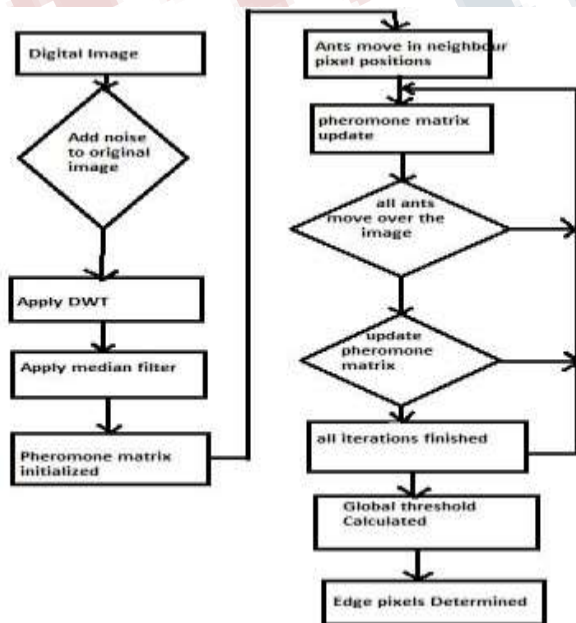 Digital Image
Add noise
to original
image
Apply DWT
Apply median filter
Pheromone matrix
initialized
Ants move in neighbour
pixel positions
pheromone matrix
update
all ants
move over the
image
update
pheromone
matrix
all iterations finished
Global threshold
Calculated
Edge pixels Determined